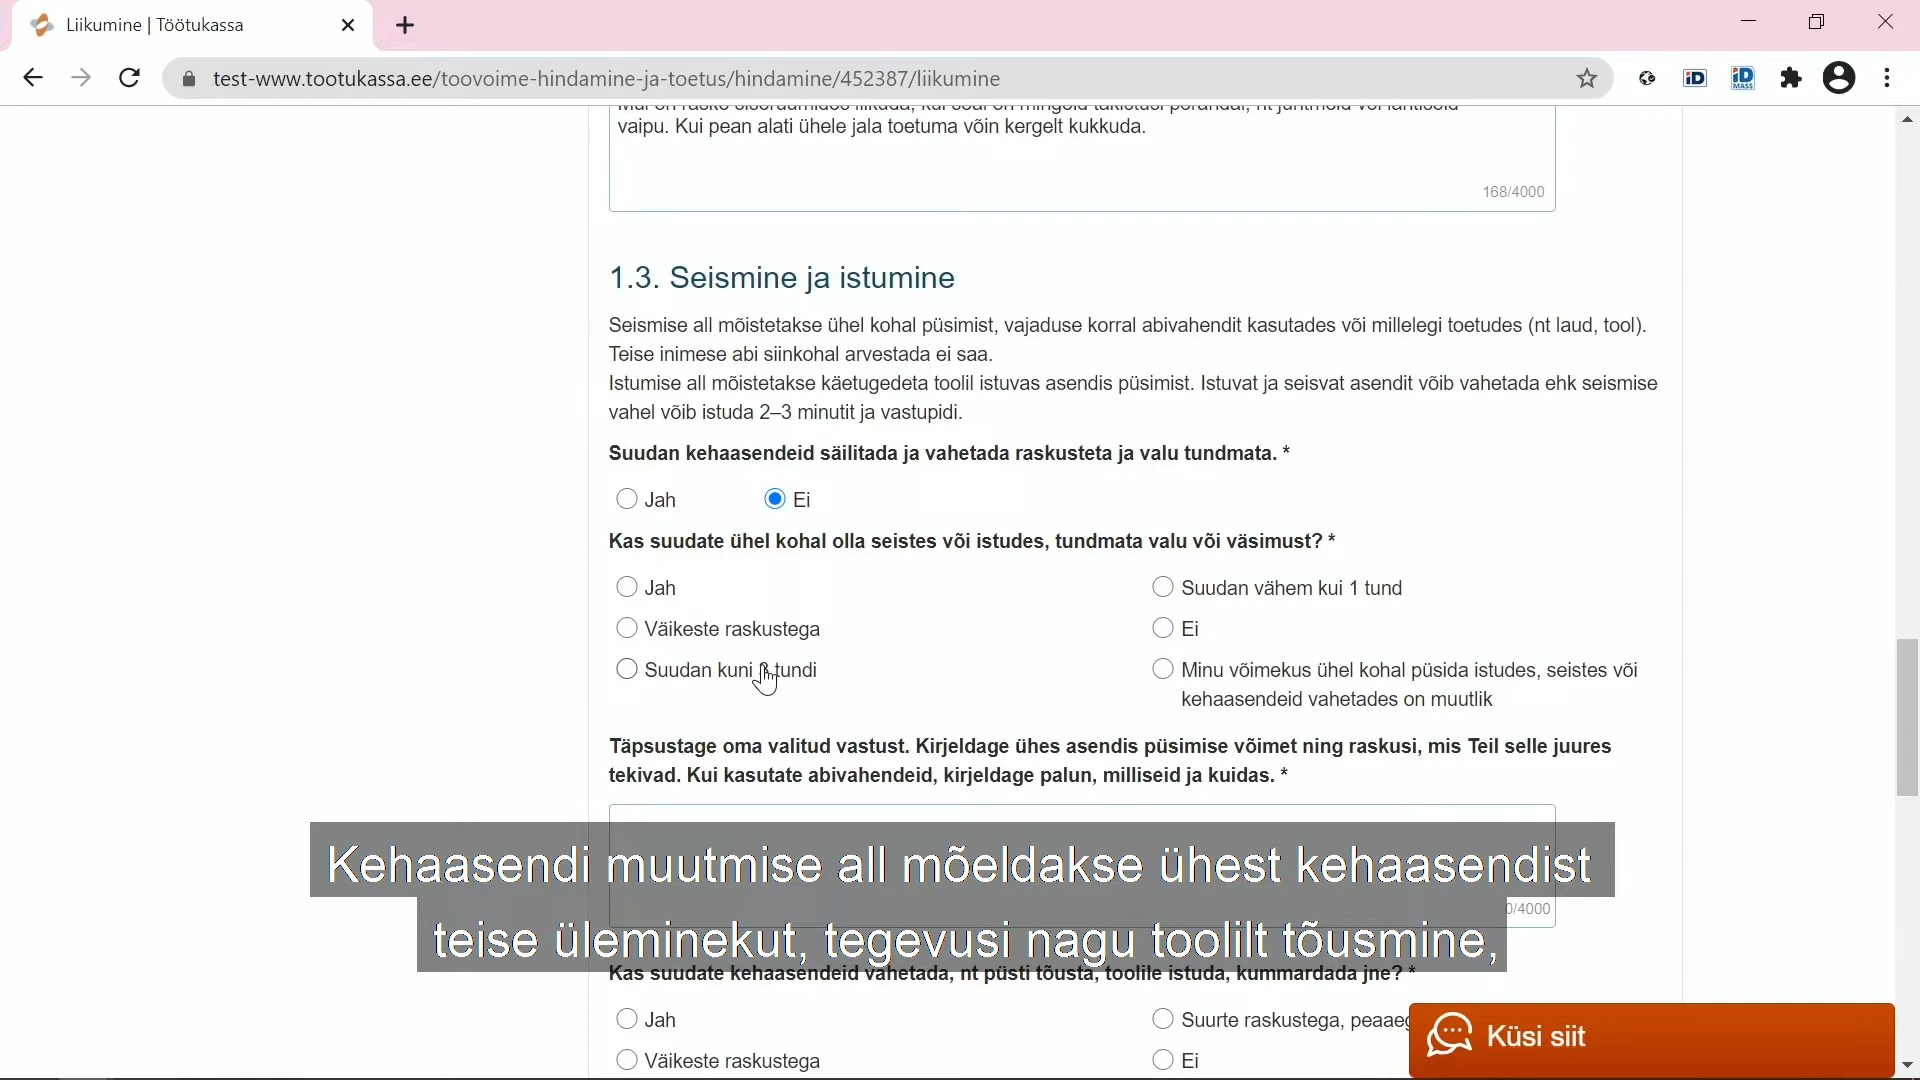 Liikumine | Töötukassa
test-www.tootukassa.ee/toovoime-hindamine-ja-toetus/hindamine/452387/liikumine
iD
iD
MASS
vaipu. Kui pean alati ühele jala toetuma võin kergelt kukkuda.
168/4000
1.3. Seismine ja istumine
Seismise all mõistetakse ühel kohal püsimist, vajaduse korral abivahendit kasutades või millelegi toetudes (nt laud, tool).
Teise inimese abi siinkohal arvestada ei saa.
Istumise all mõistetakse käetugedeta toolil istuvas asendis püsimist. Istuvat ja seisvat asendit võib vahetada ehk seismise
vahel võib istuda 2–3 minutit ja vastupidi.
Suudan kehaasendeid säilitada ja vahetada raskusteta ja valu tundmata. *
Jah
Ei
Kas suudate ühel kohal olla seistes või istudes, tundmata valu või väsimust? *
Jah
Suudan vähem kui 1 tund
Väikeste raskustega
Ei
Suudan kuni tundi
Minu võimekus ühel kohal püsida istudes, seistes või
kehaasendeid vahetades on muutlik
Täpsustage oma valitud vastust. Kirjeldage ühes asendis püsimise võimet ning raskusi, mis Teil selle juures
tekivad. Kui kasutate abivahendeid, kirjeldage palun, milliseid ja kuidas. *
Kehaasendi muutmise all mõeldakse ühest kehaasendist
0/4000
teise üleminekut, tegevusi nagu toolilt tõusmine,
Kas suudate kehaasendeid vahetada, nt püsti tõusta, toolile istuda, kummardada jne? *
Jah
Suurte raskustega,
Küsi siit
Väikeste raskustega
Ei